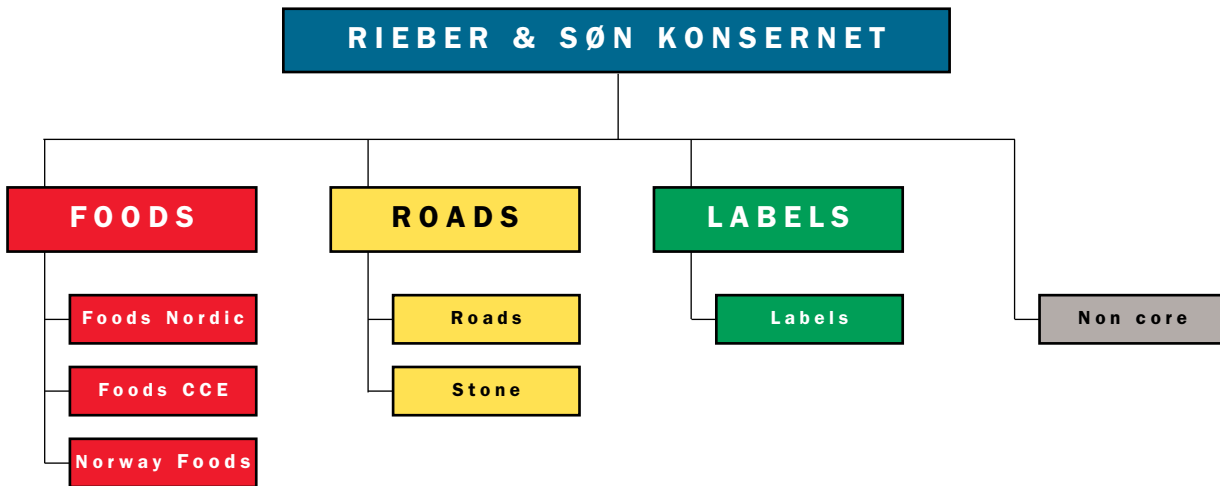 RIEBER & SØN KONSERNET
FOODS
ROADS
LABELS
Foods Nordic
Roads
Labels
Non core
Foods CCE
Stone
Norway Foods